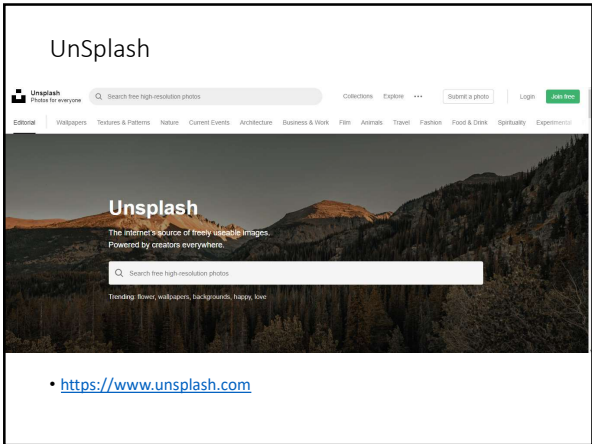 UnSplash
Unsplash
Photos for everyone
Search free high-resolution photos
Collections Explore ••• Submit a photo Login Join free
Editorial Wallpapers Textures & Patterns Nature Current Events Architecture Business & Work Film Animals Travel Fashion Food & Drink Spirituality Experimental
Unsplash
The internet's source of freely useable images.
Powered by creators everywhere.
Search free high-resolution photos
Trending: flower, wallpapers, backgrounds, happy, love
• https://www.unsplash.com